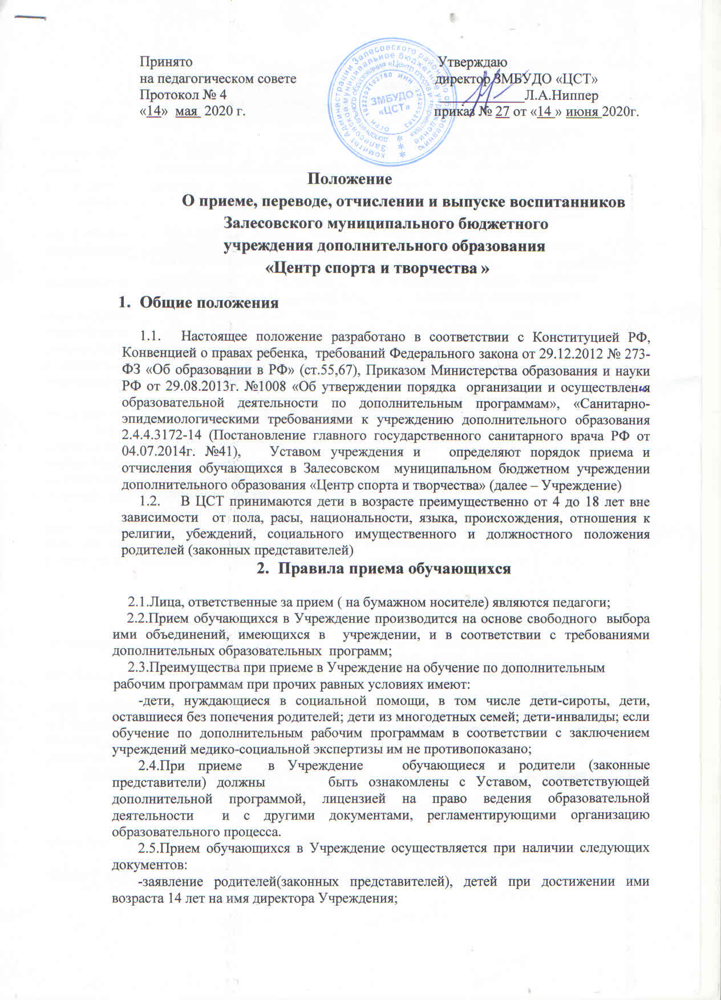 Принято Утверждаю
на педагогическом совете директор ЗМБУДО «ЦСТ»
Протокол № 4 ____________Л.А.Ниппер
«14» мая 2020 г. приказ № 27 от «14 » июня 2020г.
ЗМБУДО
«ЦСТ»
Положение
О приеме, переводе, отчислении и выпуске воспитанников
Залесовского муниципального бюджетного
учреждения дополнительного образования
«Центр спорта и творчества »
1. Общие положения
1.1. Настоящее положение разработано в соответствии с Конституцией РФ,
Конвенцией о правах ребенка, требований Федерального закона от 29.12.2012 № 273-
ФЗ «Об образовании в РФ» (ст.55,67), Приказом Министерства образования и науки
РФ от 29.08.2013г. №1008 «Об утверждении порядка организации и осуществления
образовательной деятельности по дополнительным программам», «Санитарно-
эпидемиологическими требованиями к учреждению дополнительного образования
2.4.4.3172-14 (Постановление главного государственного санитарного врача РФ от
04.07.2014г. №41), Уставом учреждения и определяют порядок приема и
отчисления обучающихся в Залесовском муниципальном бюджетном учреждении
дополнительного образования «Центр спорта и творчества» (далее – Учреждение)
1.2. В ЦСТ принимаются дети в возрасте преимущественно от 4 до 18 лет вне
зависимости от пола, расы, национальности, языка, происхождения, отношения к
религии, убеждений, социального имущественного и должностного положения
родителей (законных представителей)
2. Правила приема обучающихся
2.1.Лица, ответственные за прием ( на бумажном носителе) являются педагоги;
2.2.Прием обучающихся в Учреждение производится на основе свободного выбора
ими объединений, имеющихся в учреждении, и в соответствии с требованиями
дополнительных образовательных программ;
2.3.Преимущества при приеме в Учреждение на обучение по дополнительным
рабочим программам при прочих равных условиях имеют:
-дети, нуждающиеся в социальной помощи, в том числе дети-сироты, дети,
оставшиеся без попечения родителей; дети из многодетных семей; дети-инвалиды; если
обучение по дополнительным рабочим программам в соответствии с заключением
учреждений медико-социальной экспертизы им не противопоказано;
2.4.При приеме в Учреждение обучающиеся и родители (законные
представители) должны быть ознакомлены с Уставом, соответствующей
дополнительной программой, лицензией на право ведения образовательной
деятельности и с другими документами, регламентирующими организацию
образовательного процесса.
2.5.Прием обучающихся в Учреждение осуществляется при наличии следующих
документов:
-заявление родителей(законных представителей), детей при достижении ими
возраста 14 лет на имя директора Учреждения;